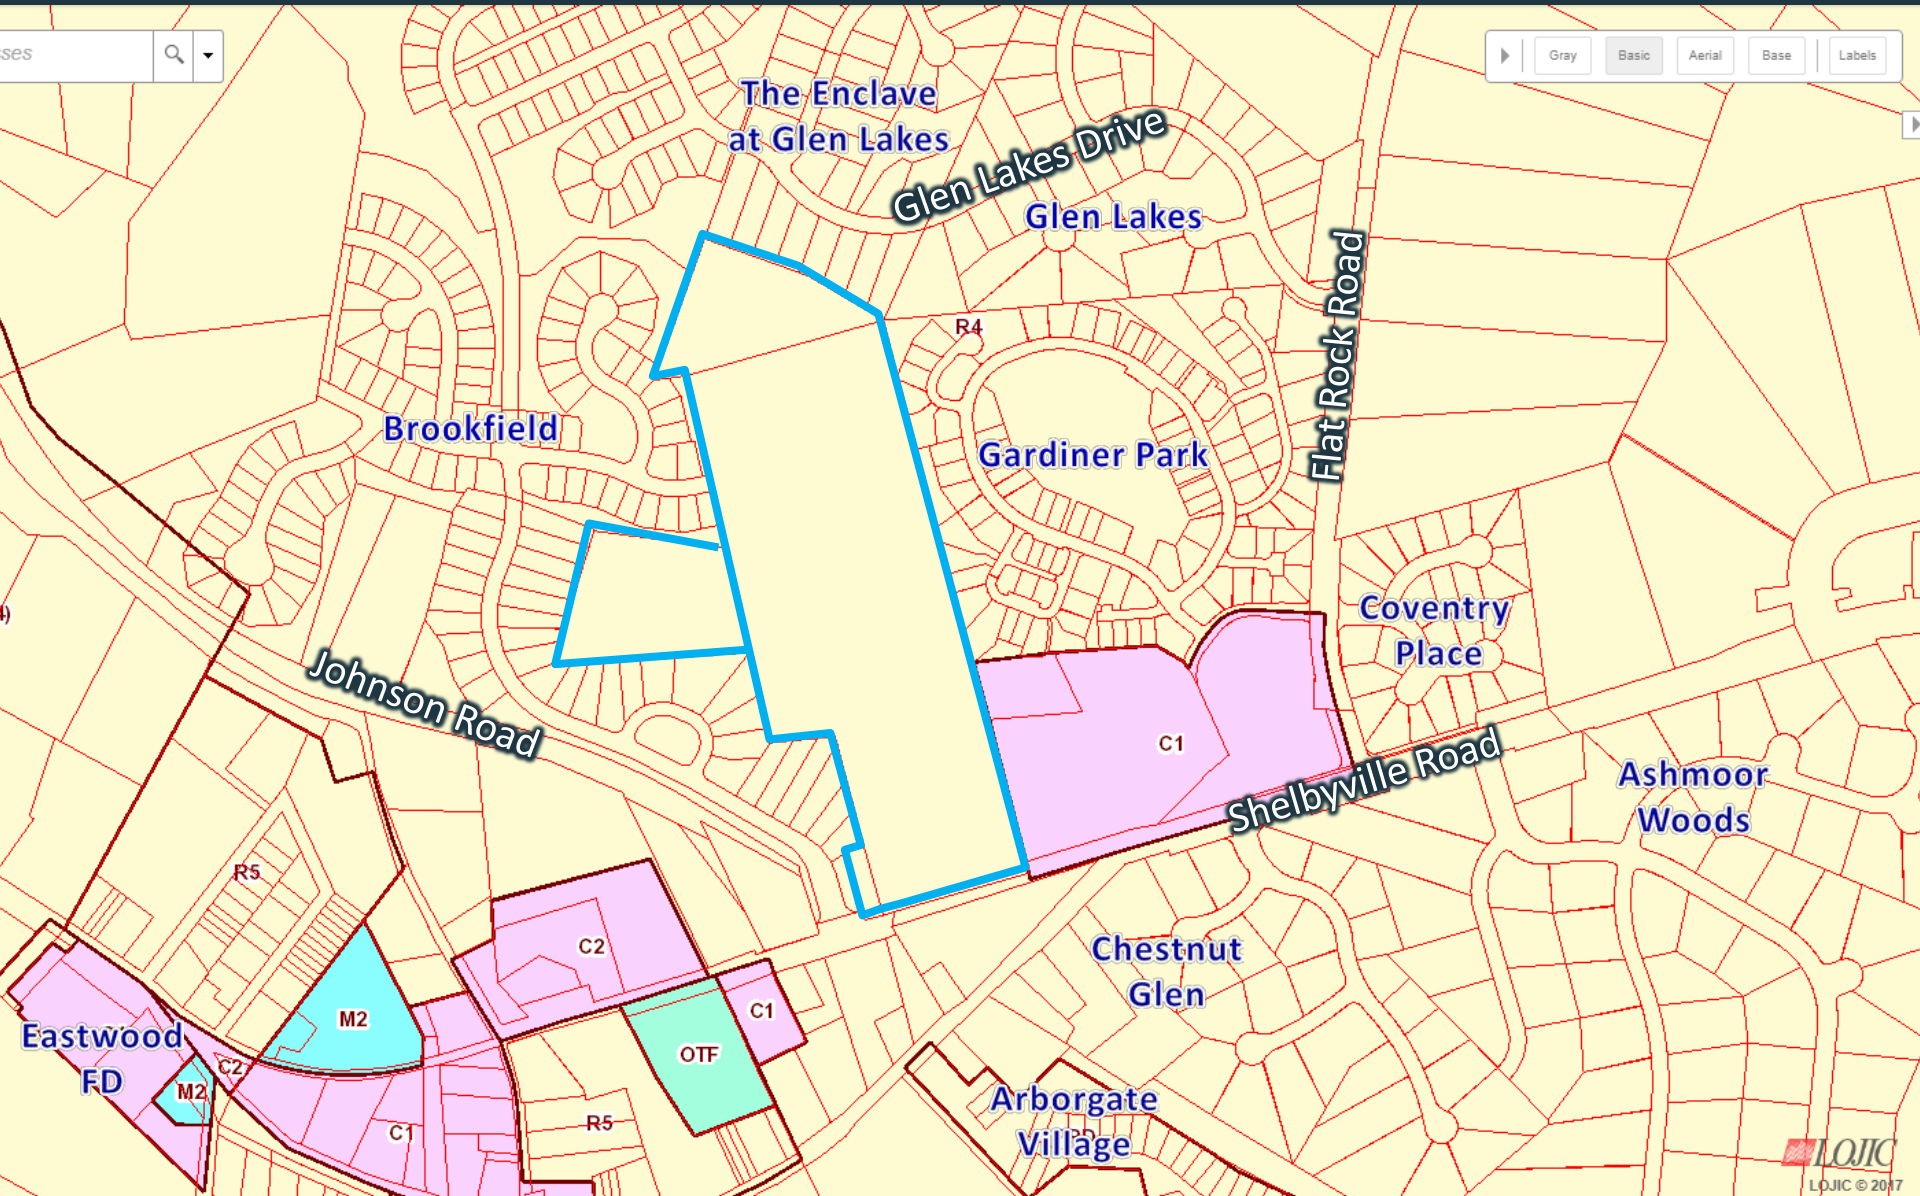 sses
Gray
Basic
Aerial
Base
Labels
The Enclave
at Glen Lakes
Glen Lakes Drive
Glen Lakes
Flat Rock Road
R4
Brookfield
Gardiner Park
4)
Coventry
Place
Johnson Road
C1
Shelbyville Road
Ashmoor
Woods
R5
C2
Chestnut
Glen
M2
C1
Eastwood
FD
OTF
C2
M2
Arborgate
Village
R5
C1
LOJIC
LOJIC © 2017